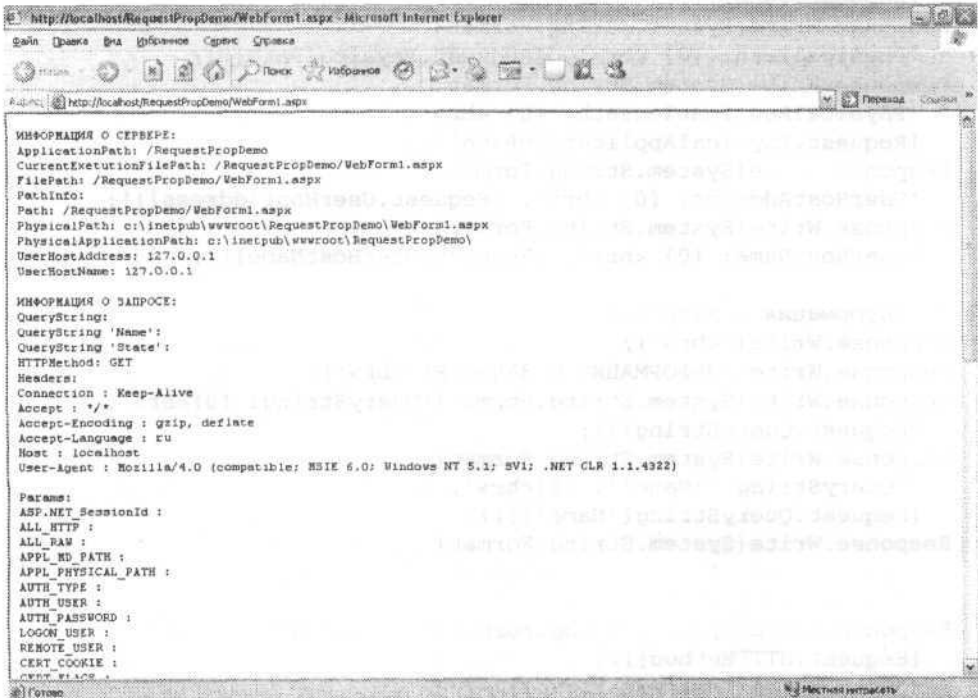 http://localhost/RequestPropDemo/WebForm1.aspx - Microsoft Internet Explorer
Файл Правка Вид Избранное Сервис Справка
Поиск Избранное
http://localhost/RequestPropDemo/WebForm1.aspx Переход Ссылки »
ИНФОРМАЦИЯ О СЕРВЕРЕ:
ApplicationPath: /RequestPropDemo
CurrentExetutionFilePath: /RequestPropDemo/WebForm1.aspx
FilePath: /RequestPropDemo/WebForm1.aspx
PathInfo:
Path: /RequestPropDemo/WebForm1.aspx
PhysicalPath: c:\inetpub\wwwroot\RequestPropDemo\WebForm1.aspx
PhysicalApplicationPath: c:\inetpub\wwwroot\RequestPropDemo\
UserHostAddress: 127.0.0.1
UserHostName: 127.0.0.1
ИНФОРМАЦИЯ О ЗАПРОСЕ:
QueryString:
QueryString 'Name':
QueryString 'State':
HTTPMethod: GET
Headers:
Connection : Keep-Alive
Accept : */*
Accept-Encoding : gzip, deflate
Accept-Language : ru
Host : localhost
User-Agent : Mozilla/4.0 (compatible; MSIE 6.0; Windows NT 5.1; SV1; .NET CLR 1.1.4322)
Params:
ASP.NET_SessionId :
ALL_HTTP :
ALL_RAW :
APPL_MD_PATH :
APPL_PHYSICAL_PATH :
AUTH_TYPE :
AUTH_USER :
AUTH_PASSWORD :
LOGON_USER :
REMOTE_USER :
CERT_COOKIE :
CERT_FLAGS :
Готово Местная интрасеть